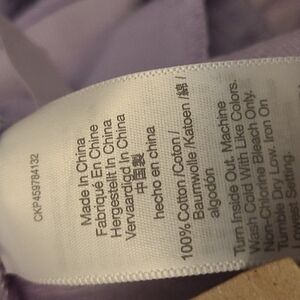 CKP459784132
Made In China
Fabriqué En Chine
Hergestellt In China
Vervaardigd In China
中国製
hecho en china
100% Cotton /Coton /
Baumwolle /Katoen /綿 /
algodón
Turn Inside Out. Machine
Wash Cold With Like Colors.
Non-Chlorine Bleach Only.
Tumble Dry Low. Iron On